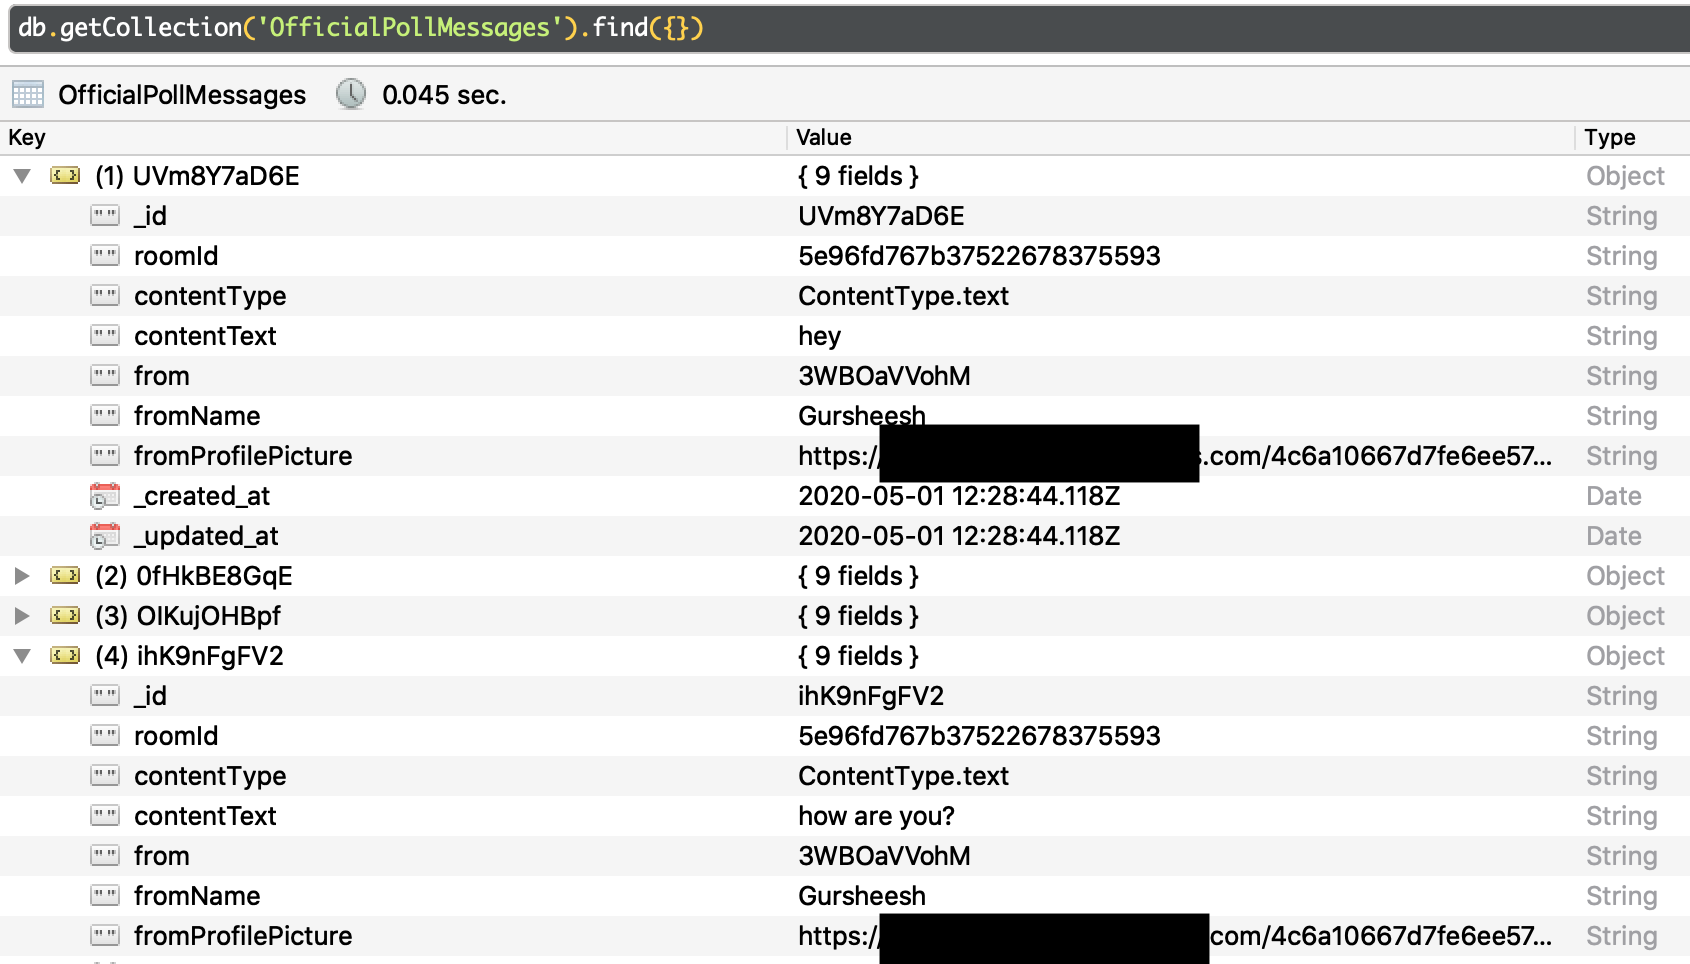 db.getCollection('OfficialPollMessages').find({})
OfficialPollMessages 0.045 sec.
Key Value Type
(1) UVm8Y7aD6E { 9 fields } Object
_id UVm8Y7aD6E String
roomId 5e96fd767b37522678375593 String
contentType ContentType.text String
contentText hey String
from 3WBOaVVohM String
fromName Gursheesh String
fromProfilePicture https:// s.com/4c6a10667d7fe6ee57... String
_created_at 2020-05-01 12:28:44.118Z Date
_updated_at 2020-05-01 12:28:44.118Z Date
(2) 0fHkBE8GqE { 9 fields } Object
(3) OIKujOHBpf { 9 fields } Object
(4) ihK9nFgFV2 { 9 fields } Object
_id ihK9nFgFV2 String
roomId 5e96fd767b37522678375593 String
contentType ContentType.text String
contentText how are you? String
from 3WBOaVVohM String
fromName Gursheesh String
fromProfilePicture https:// com/4c6a10667d7fe6ee57... String